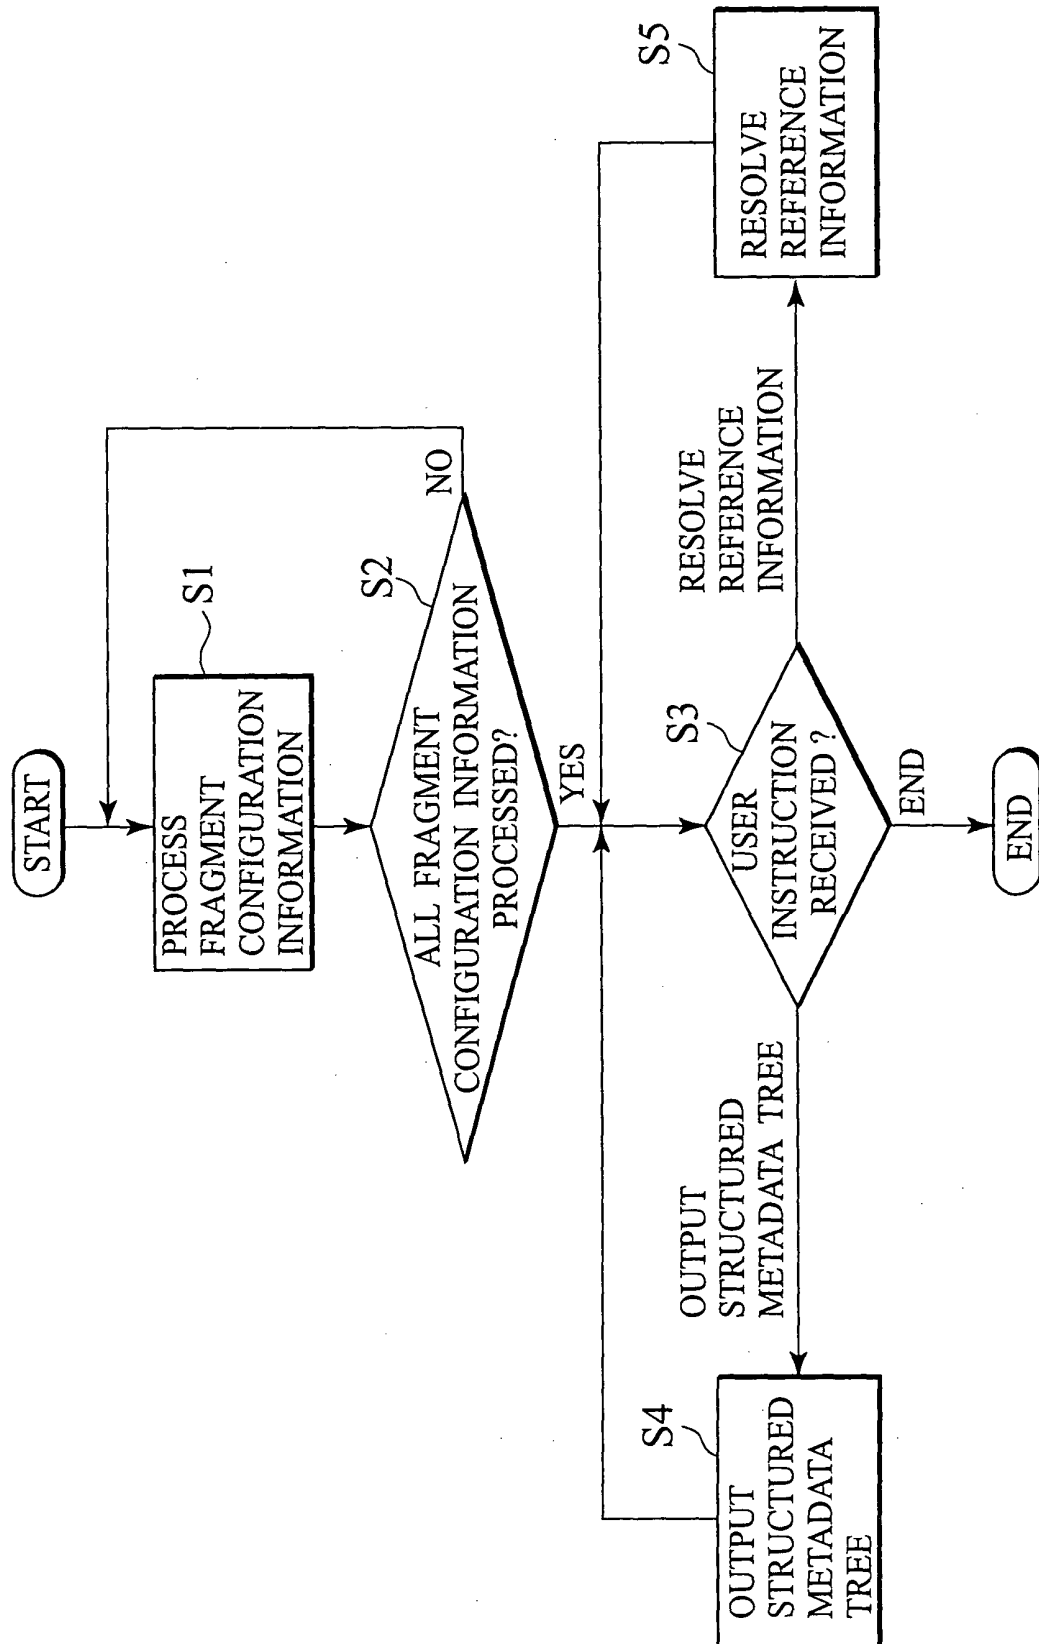 START
S1
PROCESS
FRAGMENT
CONFIGURATION
INFORMATION
S2
ALL FRAGMENT
CONFIGURATION INFORMATION
PROCESSED?
NO
YES
S3
USER
INSTRUCTION
RECEIVED ?
OUTPUT
STRUCTURED
METADATA TREE
RESOLVE
REFERENCE
INFORMATION
END
S4
OUTPUT
STRUCTURED
METADATA
TREE
S5
RESOLVE
REFERENCE
INFORMATION
END